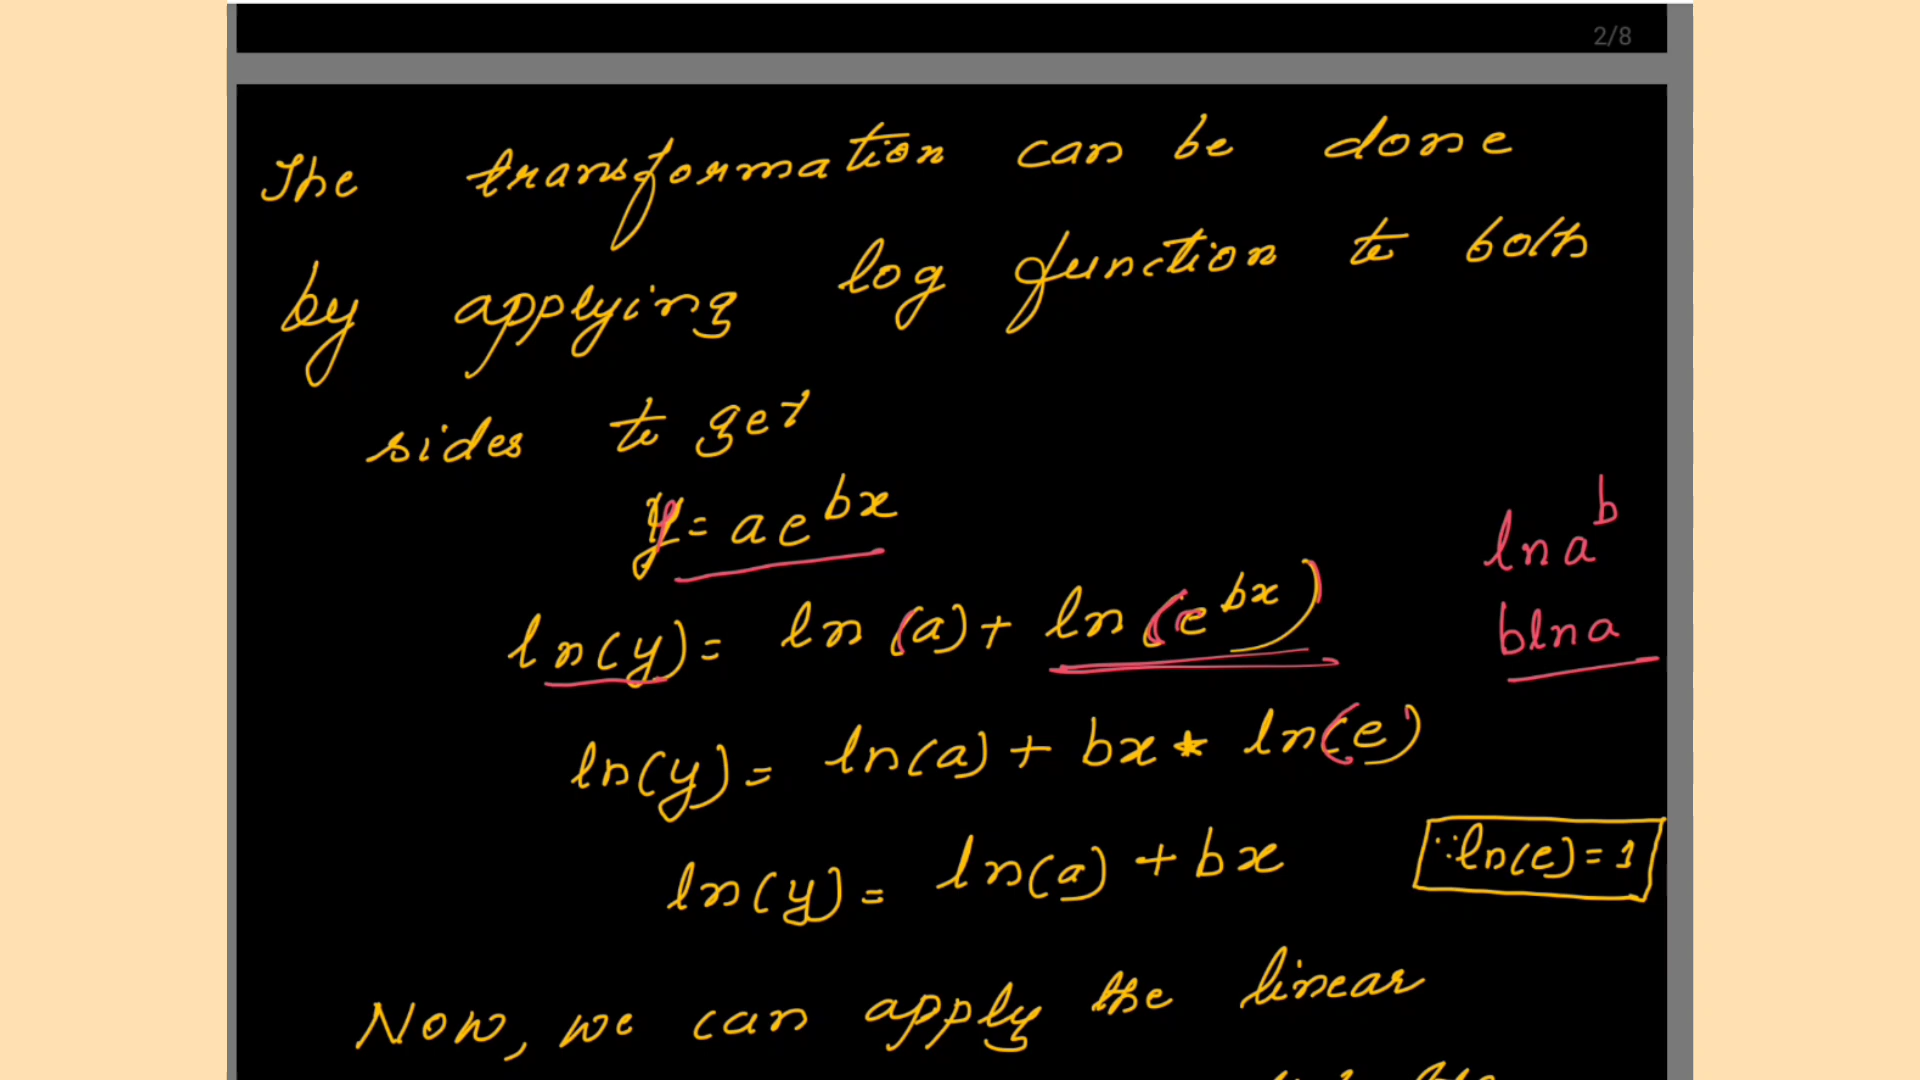 2/8
The transformation can be done
by applying log function to both
sides to get
y = ae^bx
ln a^b
ln(y) = ln(a) + ln(e^bx)
b ln a
ln(y) = ln(a) + bx * ln(e)
ln(y) = ln(a) + bx
∵ ln(e) = 1
Now, we can apply the linear